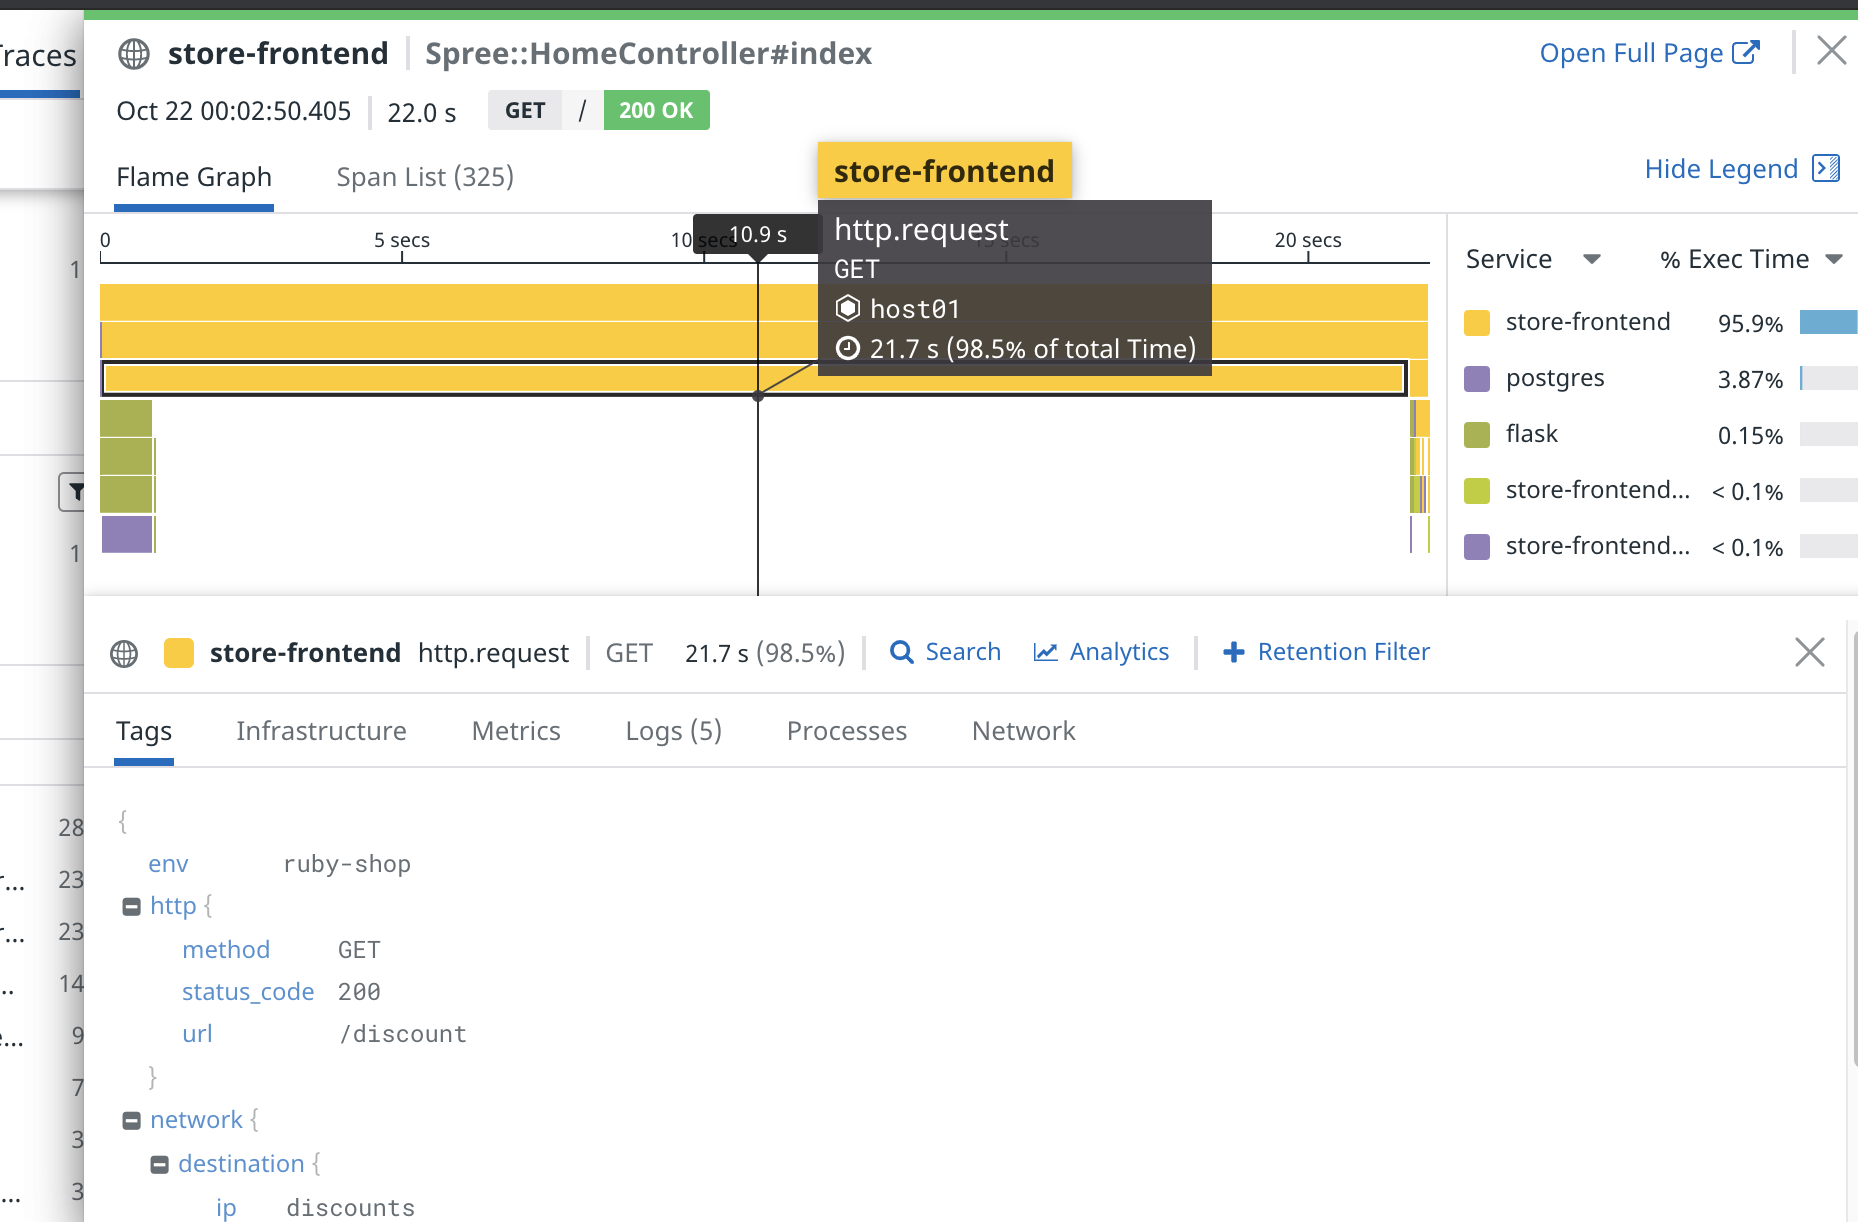 store-frontend Spree::HomeController#index Open Full Page
Oct 22 00:02:50.405 22.0 s GET / 200 OK
Flame Graph Span List (325) Hide Legend
store-frontend
http.request
GET
host01
21.7 s (98.5% of total Time)
0 5 secs 10 secs 10.9 s 15 secs 20 secs
Service % Exec Time
store-frontend 95.9%
postgres 3.87%
flask 0.15%
store-frontend... < 0.1%
store-frontend... < 0.1%
store-frontend http.request GET 21.7 s (98.5%) Search Analytics Retention Filter
Tags Infrastructure Metrics Logs (5) Processes Network
{
env ruby-shop
http {
method GET
status_code 200
url /discount
}
network {
destination {
ip discounts
Traces
1
1
28
r... 23
r... 23
... 14
e... 9
7
3
... 3